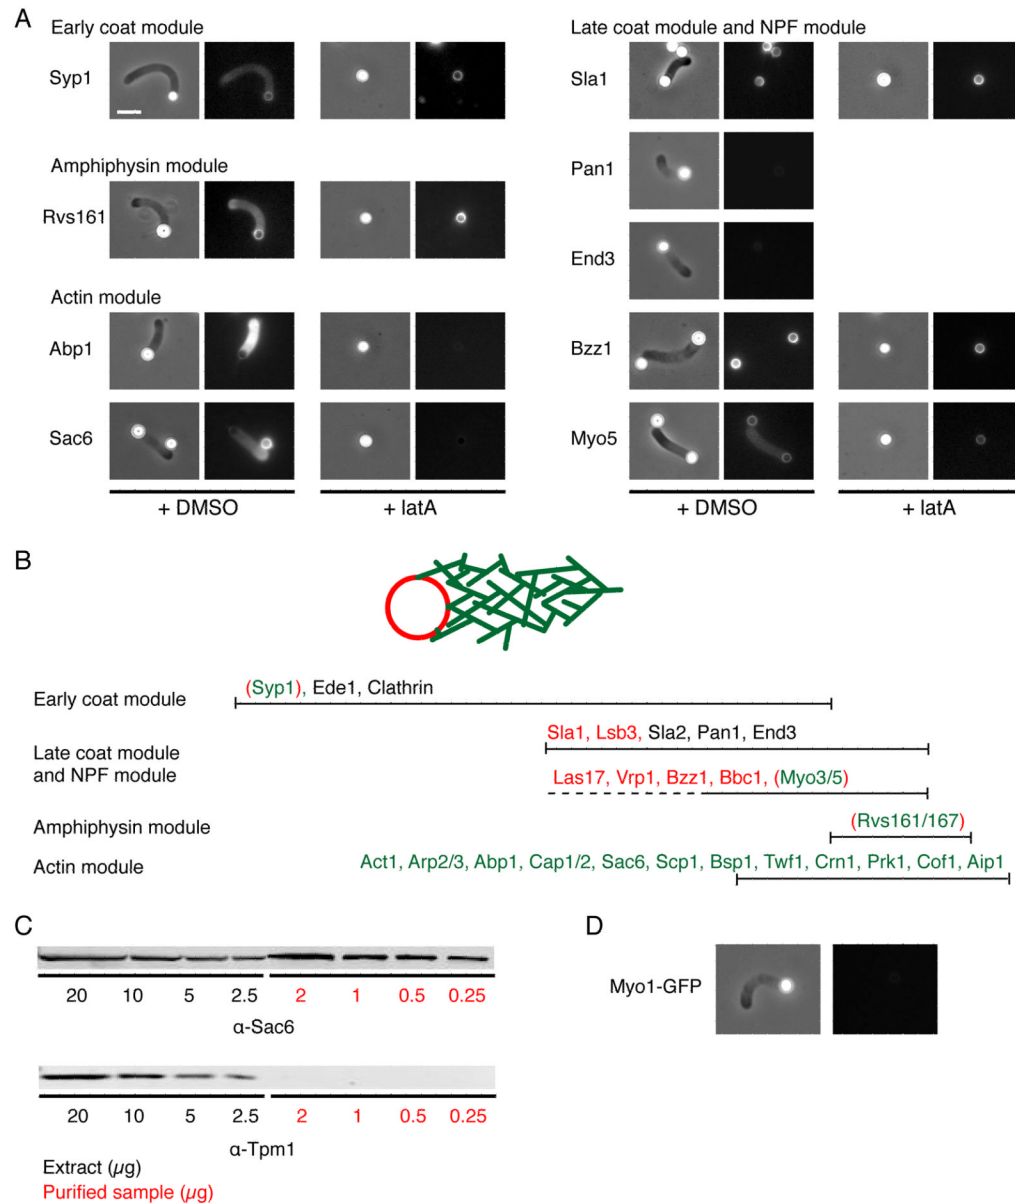 A
Early coat module
Syp1
Amphiphysin module
Rvs161
Actin module
Abp1
Sac6
+ DMSO
+ latA
Late coat module and NPF module
Sla1
Pan1
End3
Bzz1
Myo5
+ DMSO
+ latA
B
Early coat module
(Syp1), Ede1, Clathrin
Late coat module
and NPF module
Sla1, Lsb3, Sla2, Pan1, End3
Las17, Vrp1, Bzz1, Bbc1, (Myo3/5)
Amphiphysin module
(Rvs161/167)
Actin module
Act1, Arp2/3, Abp1, Cap1/2, Sac6, Scp1, Bsp1, Twf1, Crn1, Prk1, Cof1, Aip1
C
20 10 5 2.5 2 1 0.5 0.25
α-Sac6
20 10 5 2.5 2 1 0.5 0.25
α-Tpm1
Extract (µg)
Purified sample (µg)
D
Myo1-GFP